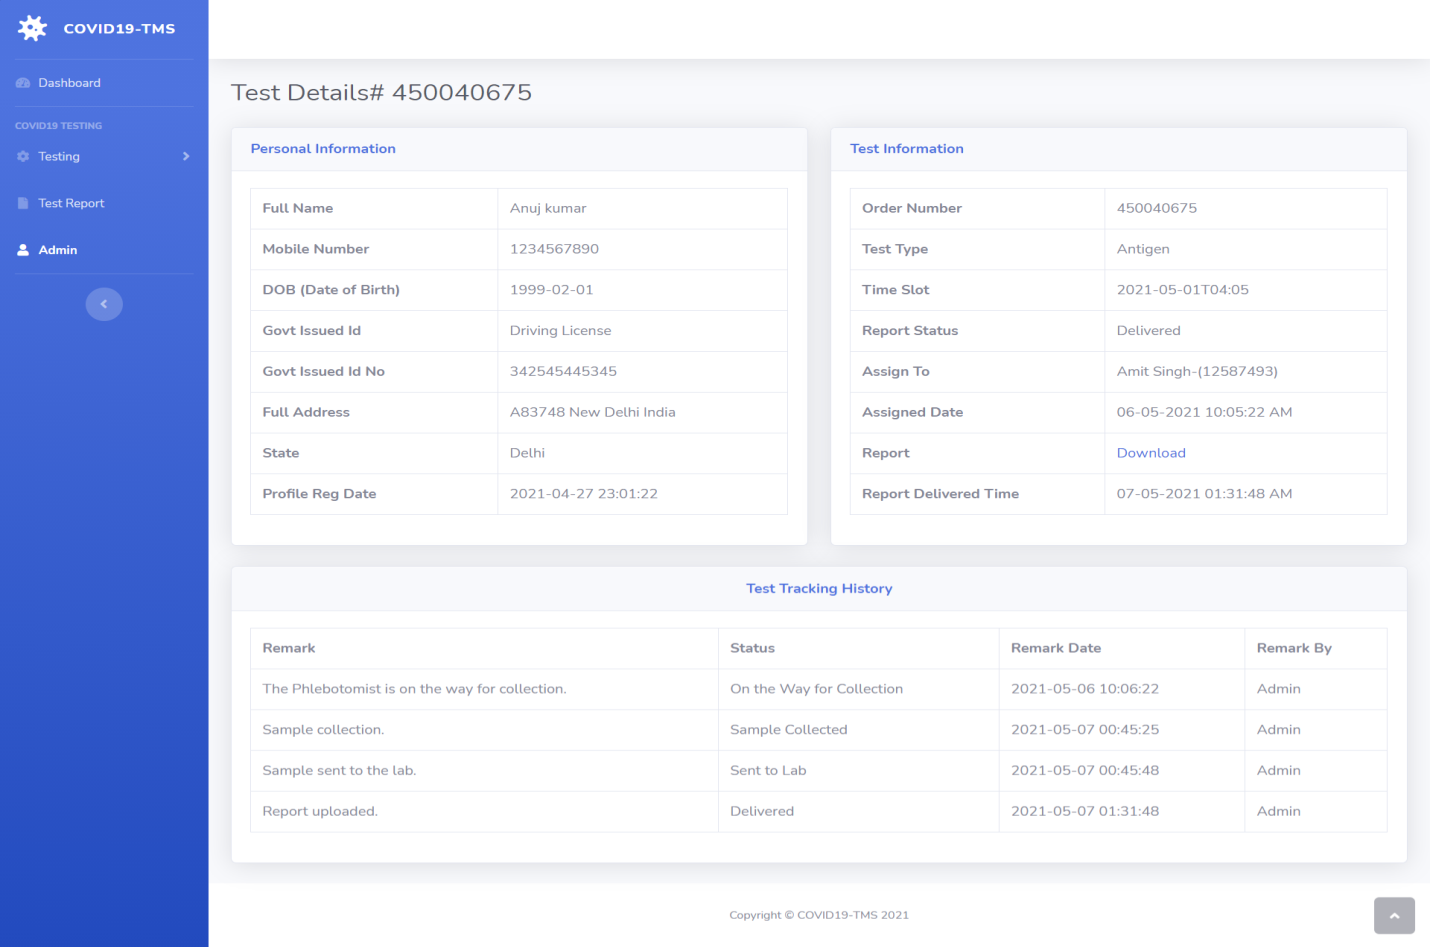 COVID19-TMS
Dashboard
COVID19 TESTING
Testing
Test Report
Admin
Test Details# 450040675
Personal Information
Full Name Anuj kumar
Mobile Number 1234567890
DOB (Date of Birth) 1999-02-01
Govt Issued Id Driving License
Govt Issued Id No 342545445345
Full Address A83748 New Delhi India
State Delhi
Profile Reg Date 2021-04-27 23:01:22
Test Information
Order Number 450040675
Test Type Antigen
Time Slot 2021-05-01T04:05
Report Status Delivered
Assign To Amit Singh-(12587493)
Assigned Date 06-05-2021 10:05:22 AM
Report Download
Report Delivered Time 07-05-2021 01:31:48 AM
Test Tracking History
Remark Status Remark Date Remark By
The Phlebotomist is on the way for collection. On the Way for Collection 2021-05-06 10:06:22 Admin
Sample collection. Sample Collected 2021-05-07 00:45:25 Admin
Sample sent to the lab. Sent to Lab 2021-05-07 00:45:48 Admin
Report uploaded. Delivered 2021-05-07 01:31:48 Admin
Copyright © COVID19-TMS 2021